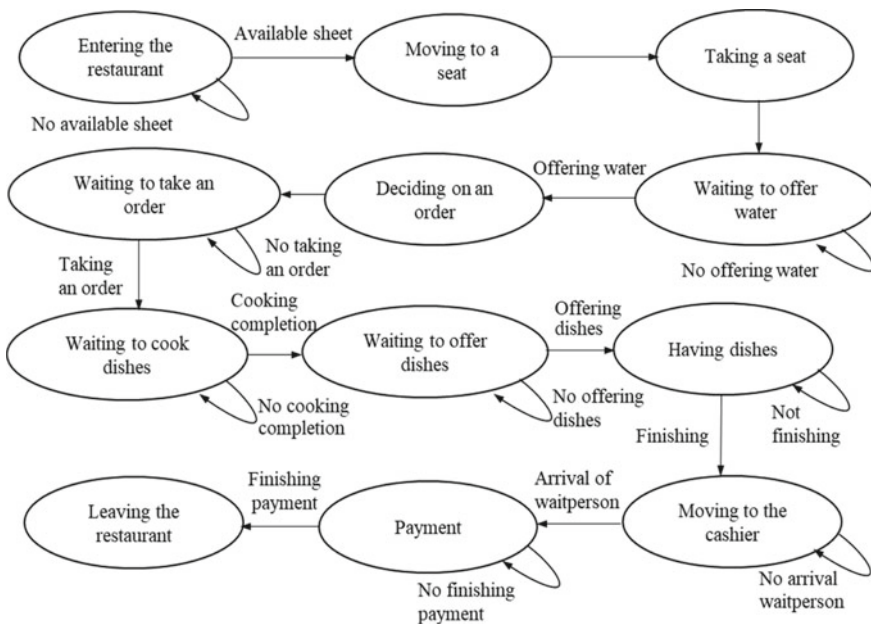 Entering the
restaurant
Available sheet
Moving to a
seat
Taking a seat
No available sheet
Waiting to take an
order
Deciding on an
order
Offering water
Waiting to offer
water
No taking
an order
No offering water
Taking
an order
Waiting to cook
dishes
Cooking
completion
Waiting to offer
dishes
Offering
dishes
Having dishes
No cooking
completion
No offering
dishes
Not
finishing
Finishing
Leaving the
restaurant
Finishing
payment
Payment
Arrival of
waitperson
Moving to the
cashier
No finishing
payment
No arrival
waitperson